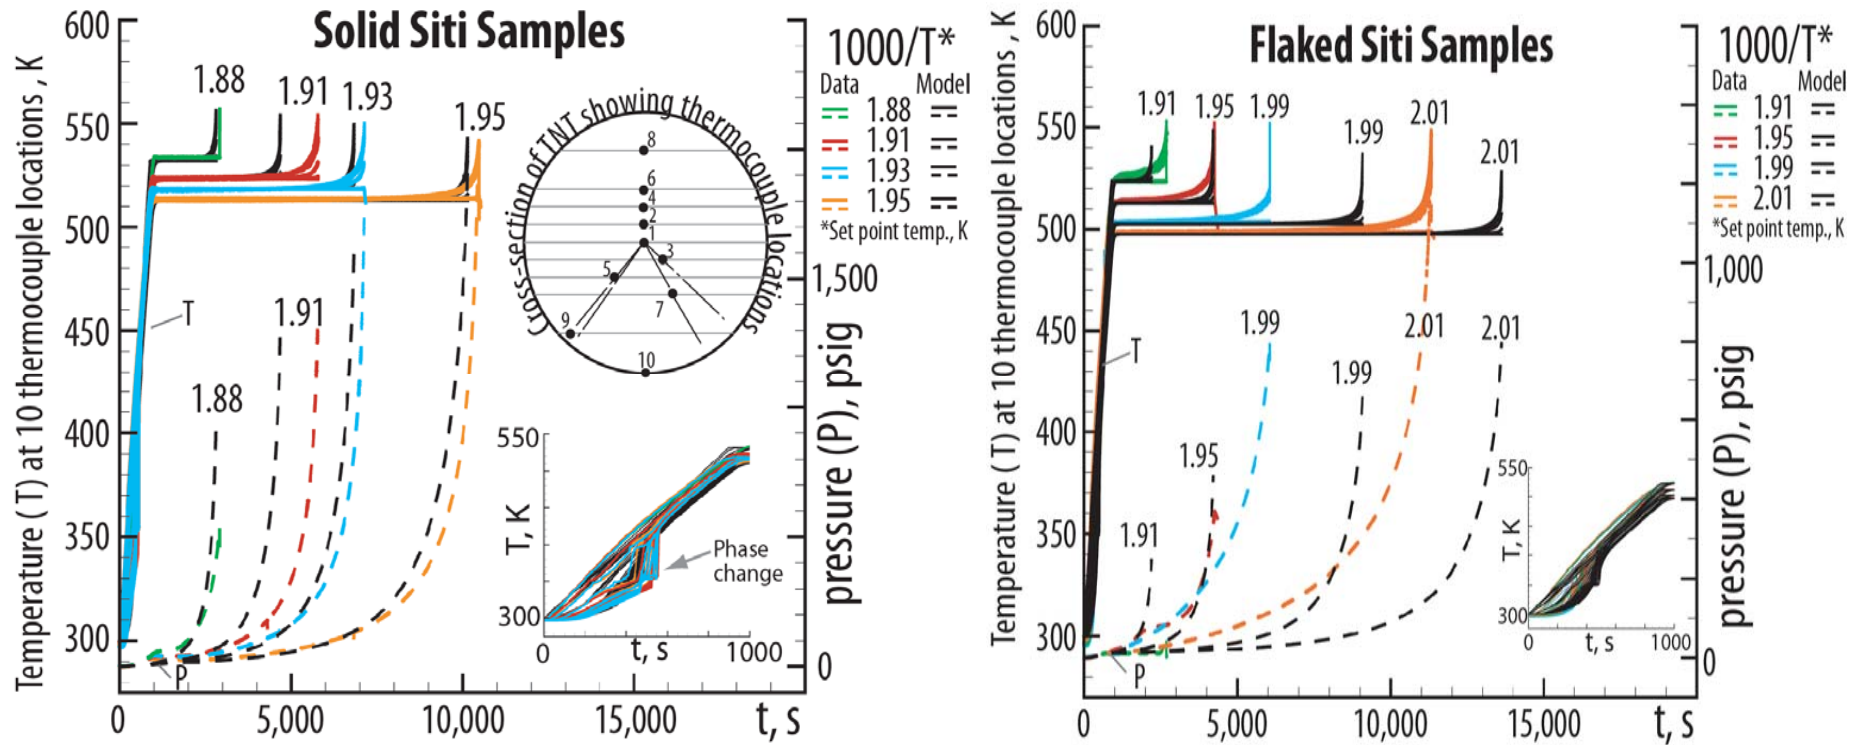 Solid Siti Samples
Temperature (T) at 10 thermocouple locations, K
600
550
500
450
400
350
300
1.88
1.91
1.93
1.95
T
1.91
1.88
P
0
5,000
10,000
15,000
t, s
Cross-section of TNT showing thermocouple locations
8
6
4
2
1
3
5
7
9
10
550
T, K
300
0
t, s
1000
Phase
change
1,500
0
pressure (P), psig
1000/T*
Data Model
1.88
1.91
1.93
1.95
*Set point temp., K
Flaked Siti Samples
Temperature (T) at 10 thermocouple locations, K
600
550
500
450
400
350
300
1.91
1.95
1.99
1.99
2.01
2.01
T
1.99
2.01
2.01
1.99
1.95
1.91
P
0
5,000
10,000
15,000
t, s
550
T, K
300
0
t, s
1000
1,000
0
pressure (P), psig
1000/T*
Data Model
1.91
1.95
1.99
2.01
*Set point temp., K